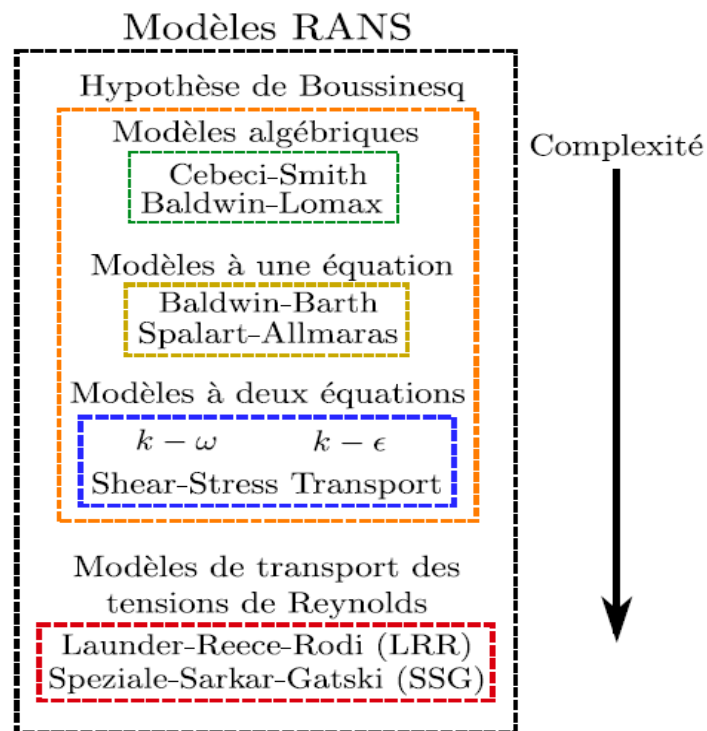 Modèles RANS
Hypothèse de Boussinesq
Modèles algébriques
Cebeci-Smith
Baldwin-Lomax
Modèles à une équation
Baldwin-Barth
Spalart-Allmaras
Modèles à deux équations
k − ω k − ϵ
Shear-Stress Transport
Modèles de transport des
tensions de Reynolds
Launder-Reece-Rodi (LRR)
Speziale-Sarkar-Gatski (SSG)
Complexité